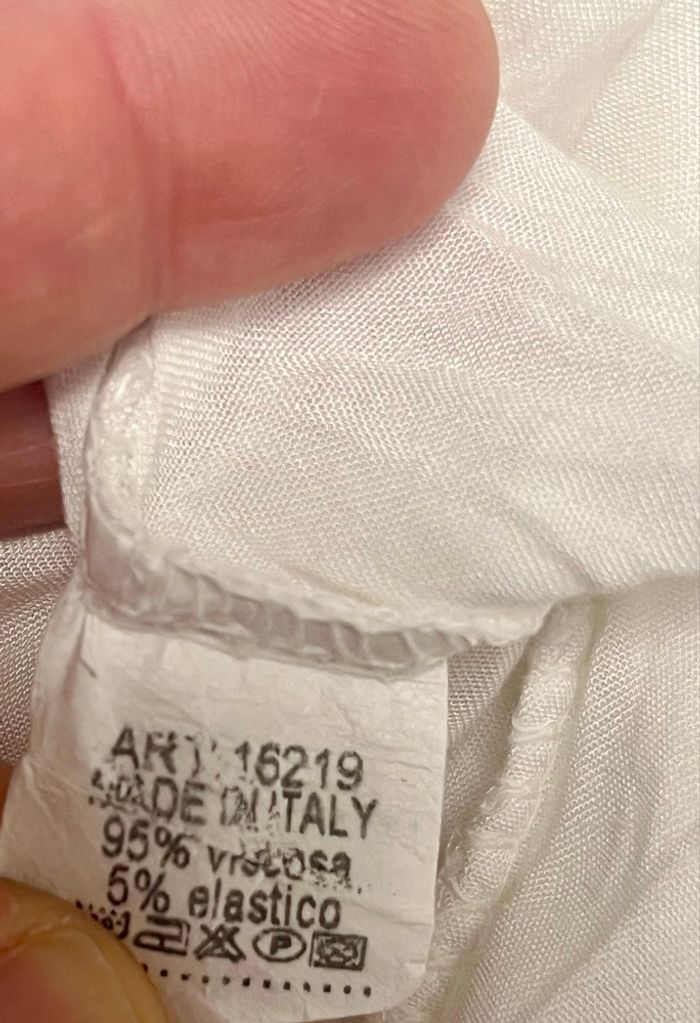 ART. 16219
MADE IN ITALY
95% viscosa
5% elastico
P